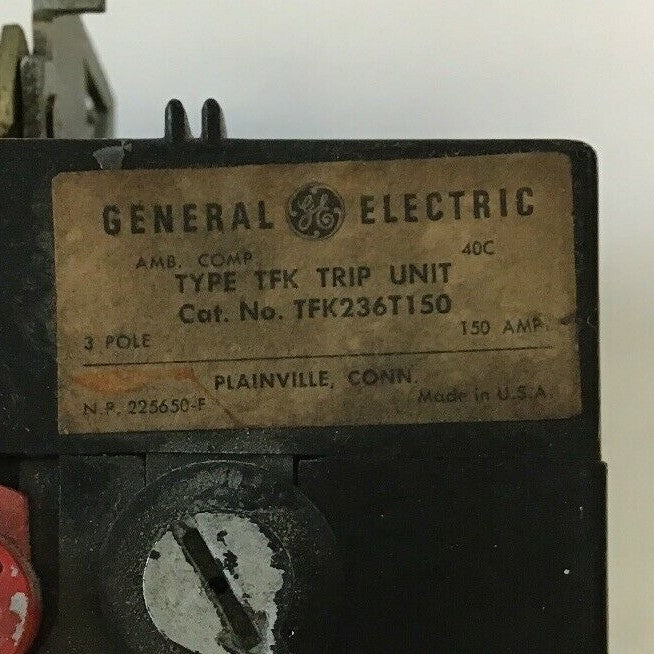 GENERAL GE ELECTRIC
AMB. COMP. 40C
TYPE TFK TRIP UNIT
Cat. No. TFK236T150
3 POLE 150 AMP.
PLAINVILLE, CONN.
N.P. 225650-F Made in U.S.A.